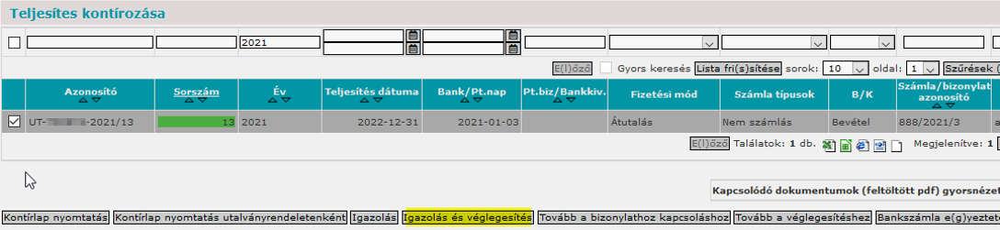 Teljesítes kontírozása
2021
E(l)őző Gyors keresés Lista fri(s)sítése sorok: 10 oldal: 1 Szűrések (
Azonosító Sorszám Év Teljesítés dátuma Bank/Pt.nap Pt.biz/Bankkiv. Fizetési mód Számla típusok B/K Számla/bizonylat azonosító
UT- -2021/13 13 2021 2022-12-31 2021-01-03 Átutalás Nem számlás Bevétel 888/2021/3 a
E(l)őző Találatok: 1 db. Megjelenítve: 1
Kapcsolódó dokumentumok (feltöltött pdf) gyorsnézet
Kontírlap nyomtatás Kontírlap nyomtatás utalványrendeletenként Igazolás Igazolás és véglegesítés Tovább a bizonylathoz kapcsoláshoz Tovább a véglegesítéshez Bankszámla e(g)yeztet